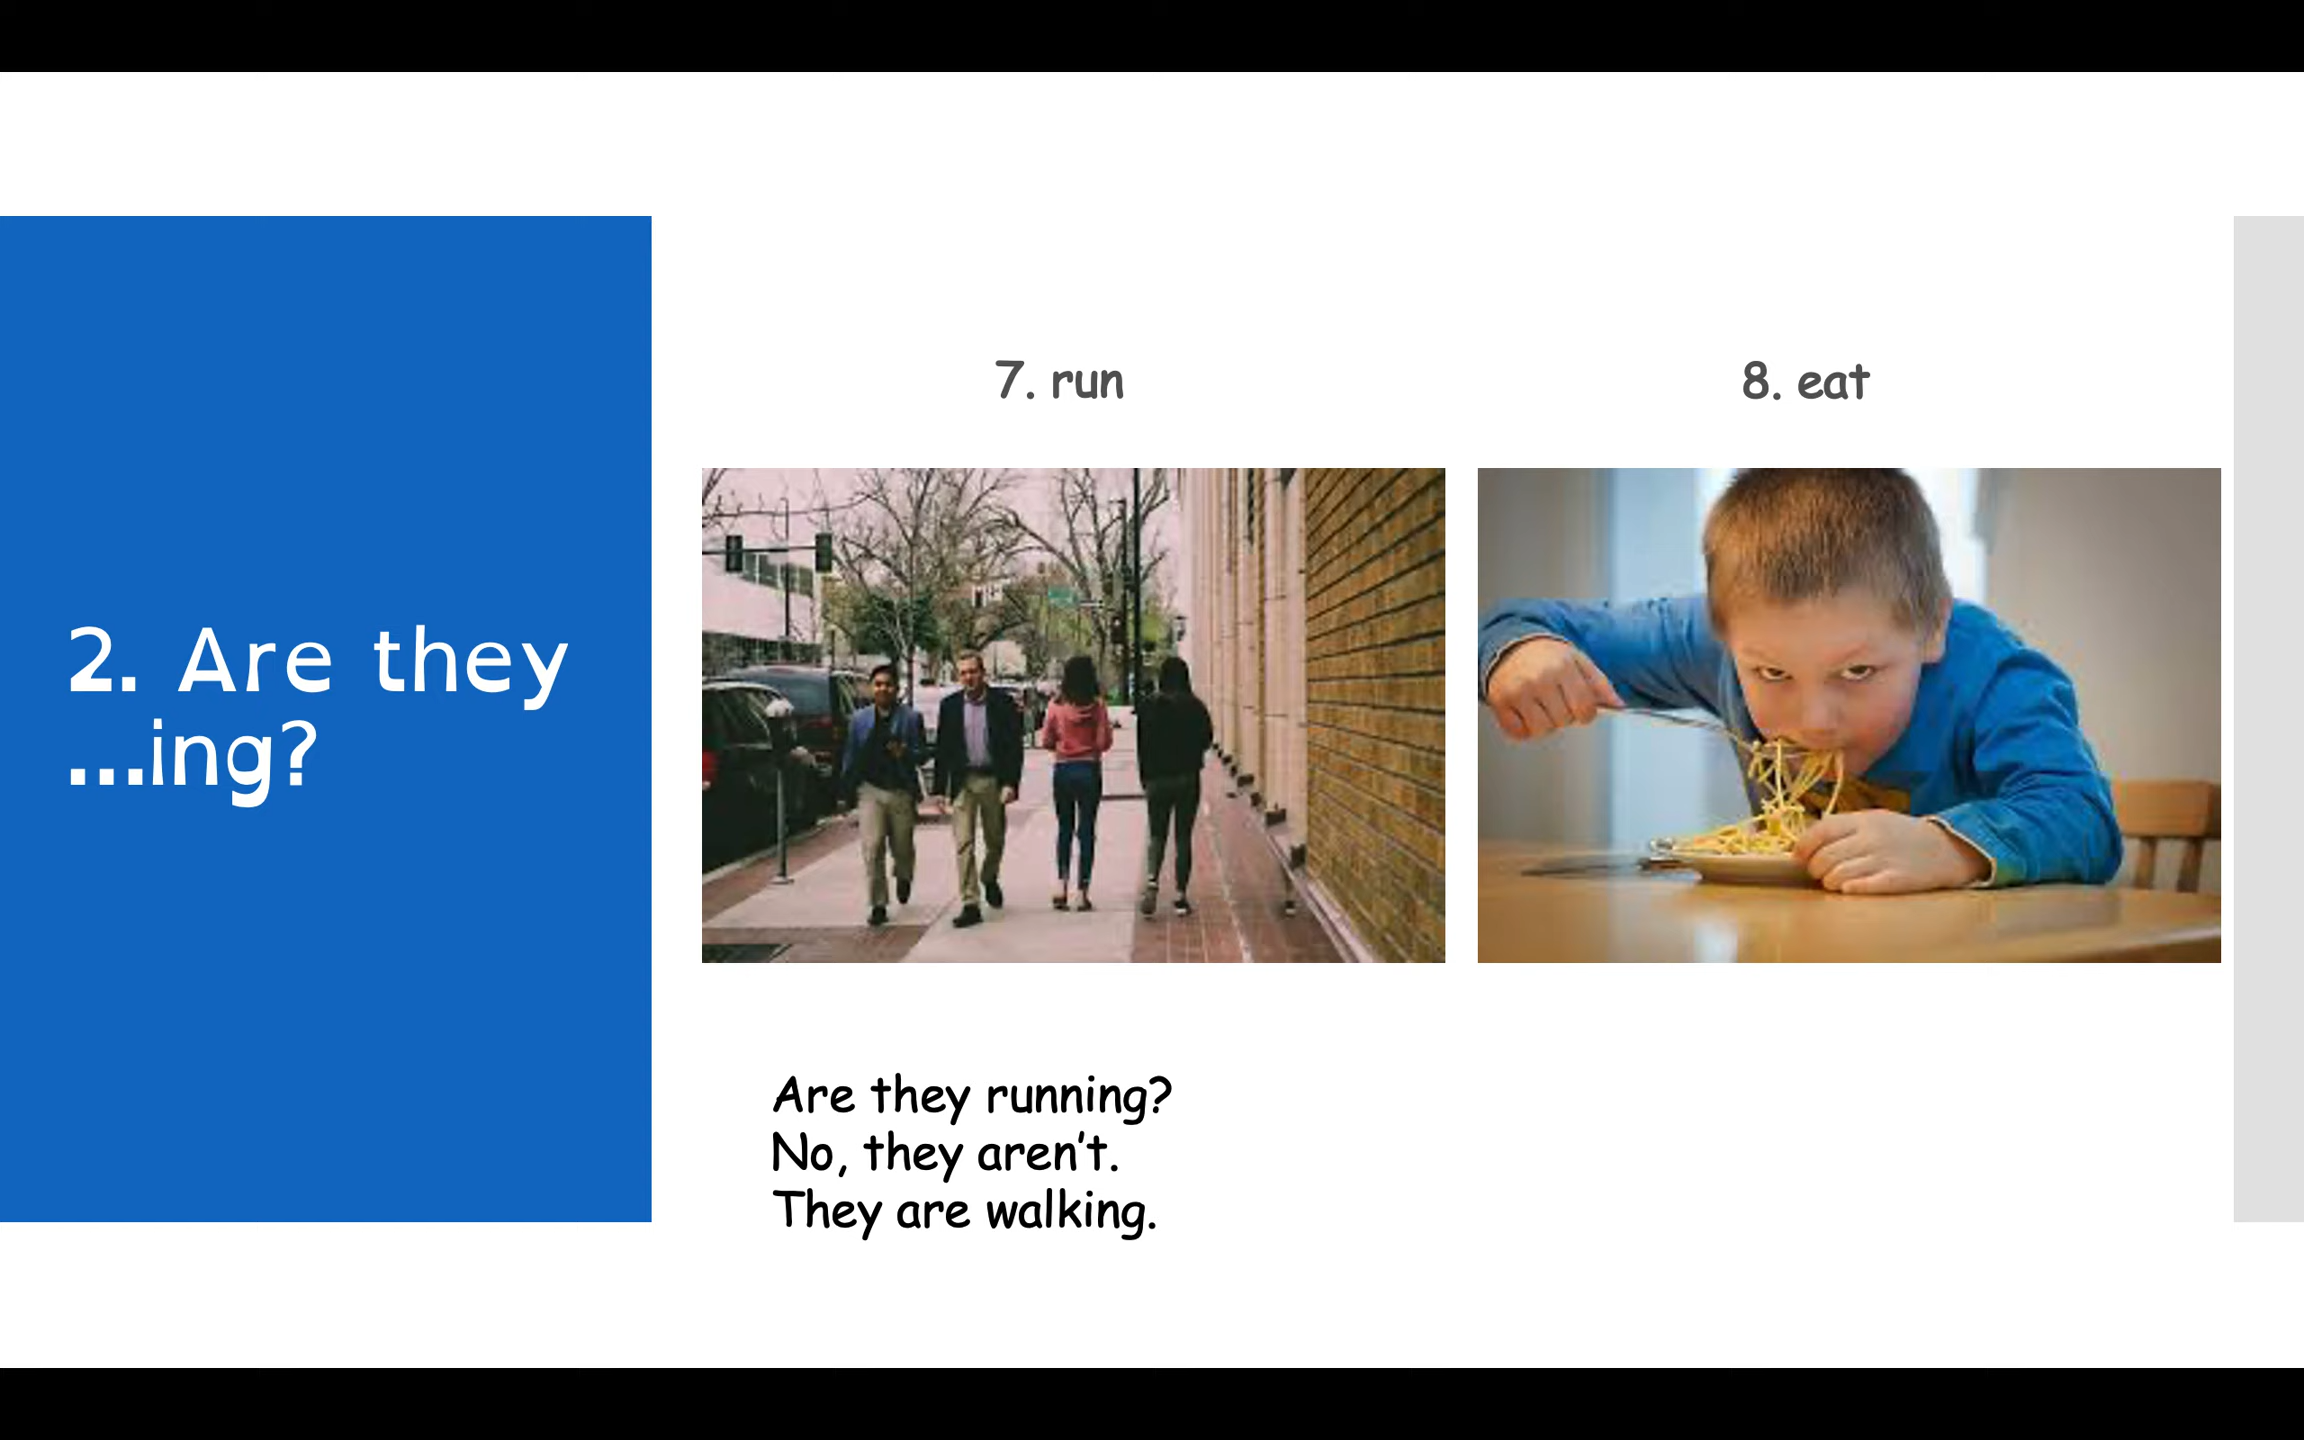 2. Are they
...ing?
7. run
8. eat
Are they running?
No, they aren't.
They are walking.